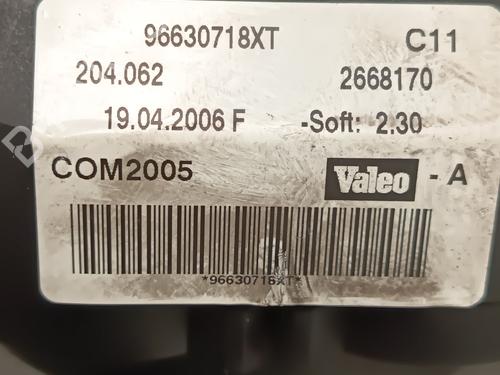 96630718XT C11
204.062 2668170
19.04.2006 F -Soft: 2.30
COM2005 Valeo - A
*96630718XT*